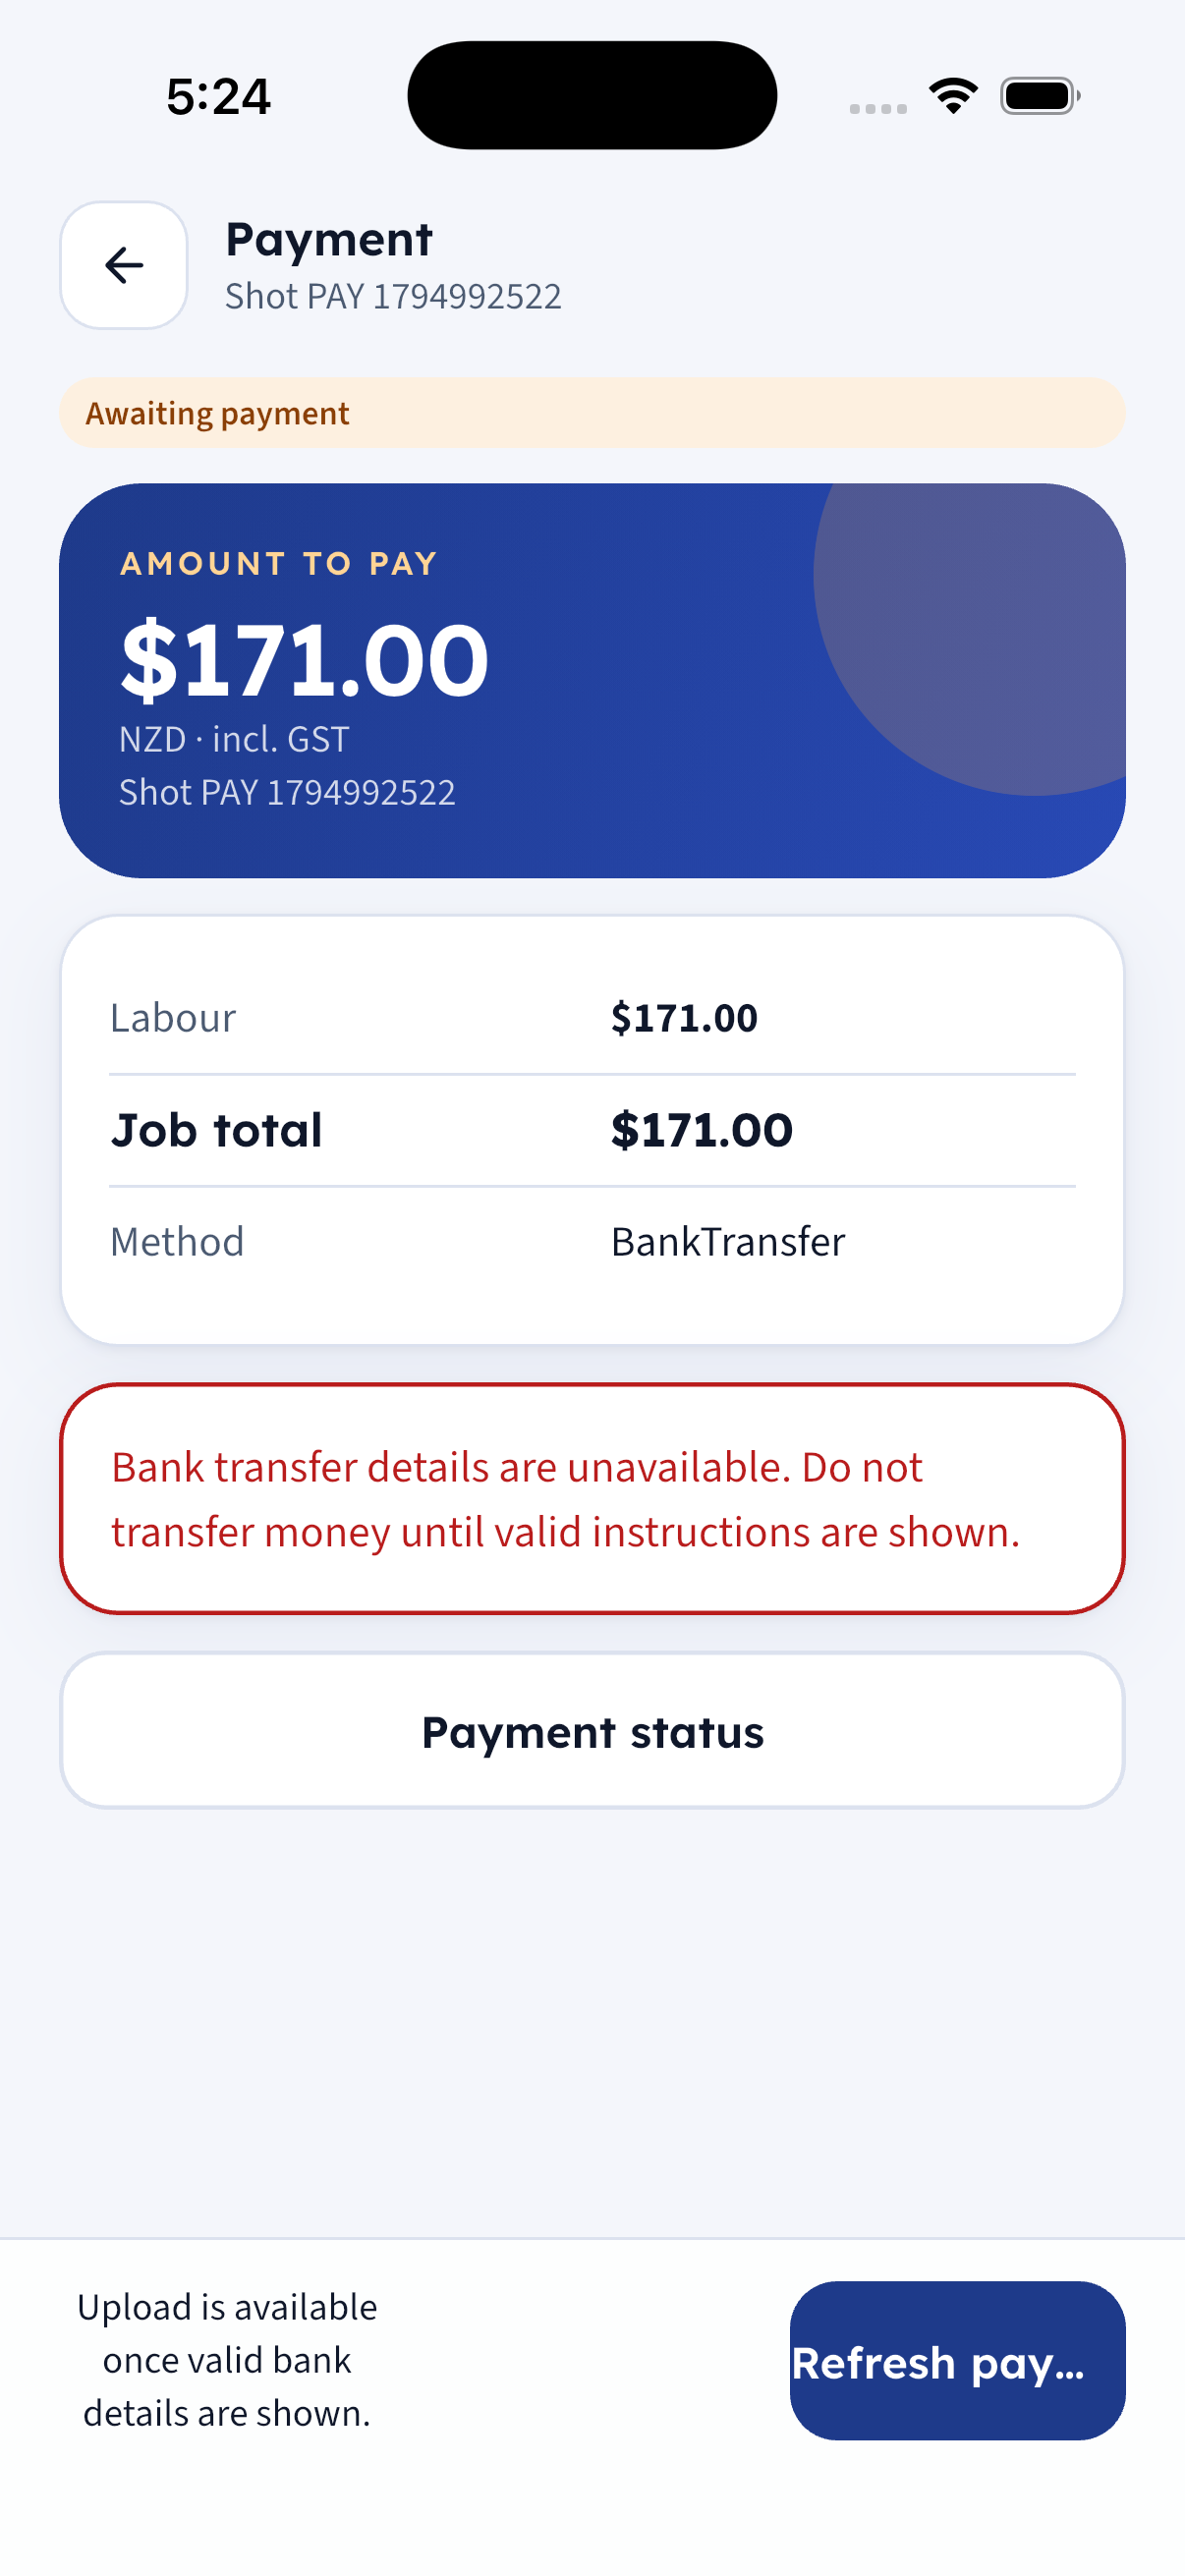 5:24
Payment
Shot PAY 1794992522
Awaiting payment
AMOUNT TO PAY
$171.00
NZD · incl. GST
Shot PAY 1794992522
Labour $171.00
Job total $171.00
Method BankTransfer
Bank transfer details are unavailable. Do not
transfer money until valid instructions are shown.
Payment status
Upload is available
once valid bank
details are shown.
Refresh pay...